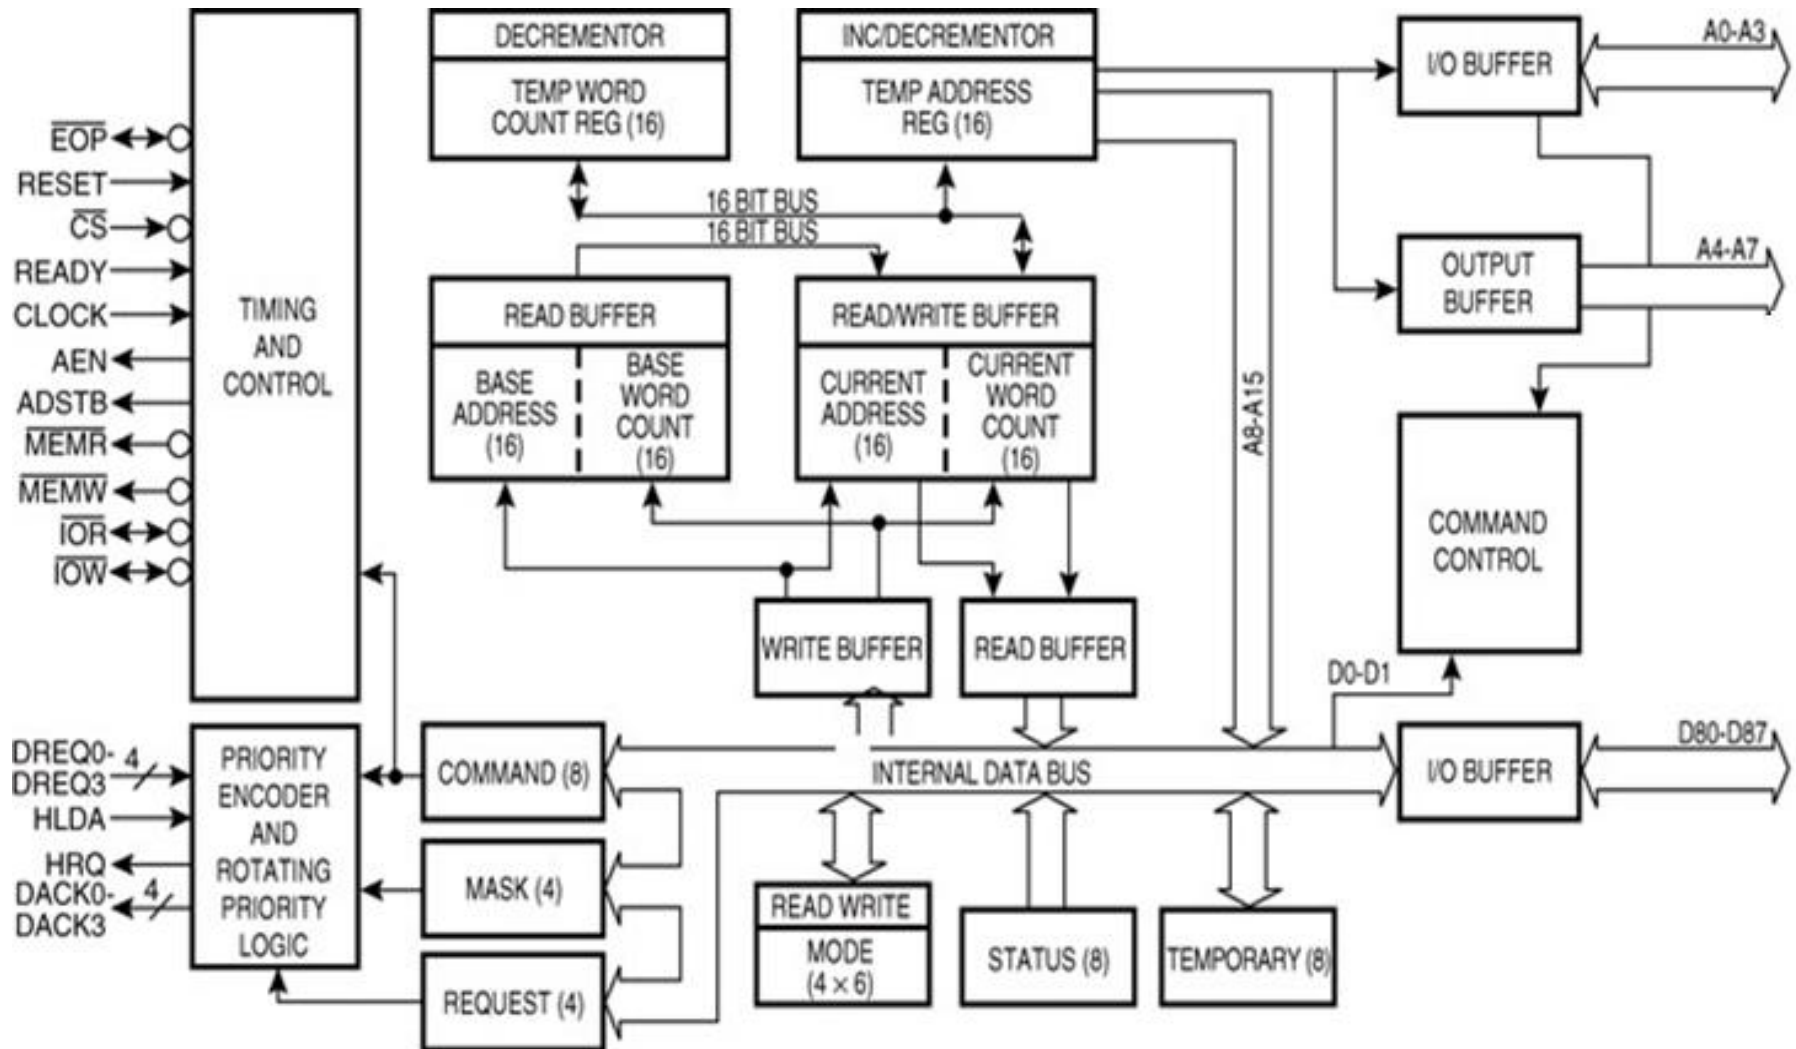 EOP
RESET
CS
READY
CLOCK
AEN
ADSTB
MEMR
MEMW
IOR
IOW
TIMING
AND
CONTROL
DREQ0-
4
DREQ3
HLDA
HRQ
DACK0-
4
DACK3
PRIORITY
ENCODER
AND
ROTATING
PRIORITY
LOGIC
DECREMENTOR
TEMP WORD
COUNT REG (16)
INC/DECREMENTOR
TEMP ADDRESS
REG (16)
16 BIT BUS
16 BIT BUS
READ BUFFER
BASE
ADDRESS
(16)
BASE
WORD
COUNT
(16)
READ/WRITE BUFFER
CURRENT
ADDRESS
(16)
CURRENT
WORD
COUNT
(16)
WRITE BUFFER
READ BUFFER
A8-A15
I/O BUFFER
A0-A3
OUTPUT
BUFFER
A4-A7
COMMAND
CONTROL
D0-D1
COMMAND (8)
MASK (4)
REQUEST (4)
INTERNAL DATA BUS
I/O BUFFER
D80-D87
READ WRITE
MODE
(4 × 6)
STATUS (8)
TEMPORARY (8)